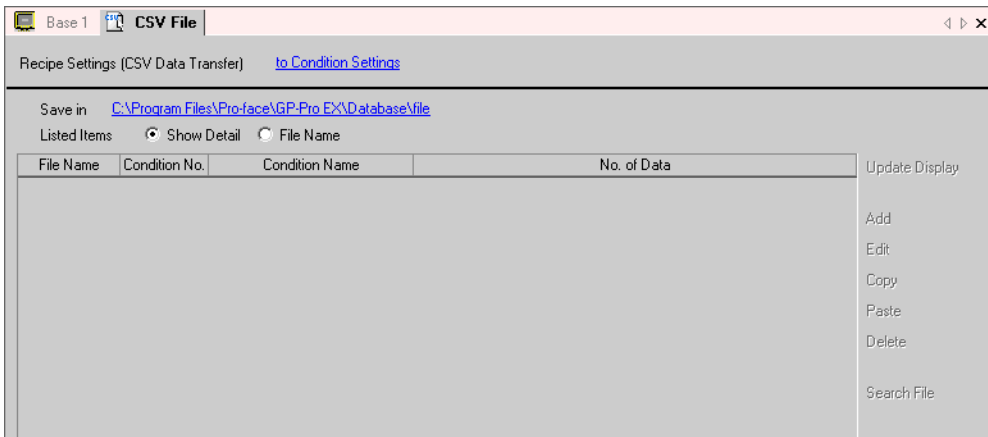 Base 1 CSV File
Recipe Settings (CSV Data Transfer) to Condition Settings
Save in C:\Program Files\Pro-face\GP-Pro EX\Database\file
Listed Items Show Detail File Name
File Name Condition No. Condition Name No. of Data
Update Display
Add
Edit
Copy
Paste
Delete
Search File